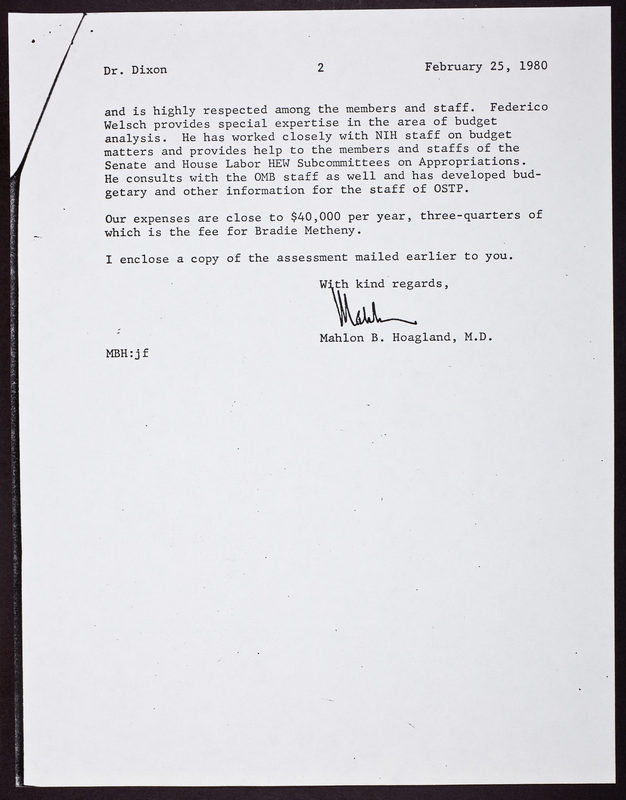 Dr. Dixon 2 February 25, 1980
and is highly respected among the members and staff. Federico
Welsch provides special expertise in the area of budget
analysis. He has worked closely with NIH staff on budget
matters and provides help to the members and staffs of the
Senate and House Labor HEW Subcommittees on Appropriations.
He consults with the OMB staff as well and has developed bud-
getary and other information for the staff of OSTP.
Our expenses are close to $40,000 per year, three-quarters of
which is the fee for Bradie Metheny.
I enclose a copy of the assessment mailed earlier to you.
With kind regards,
Mahlon
Mahlon B. Hoagland, M.D.
MBH:jf